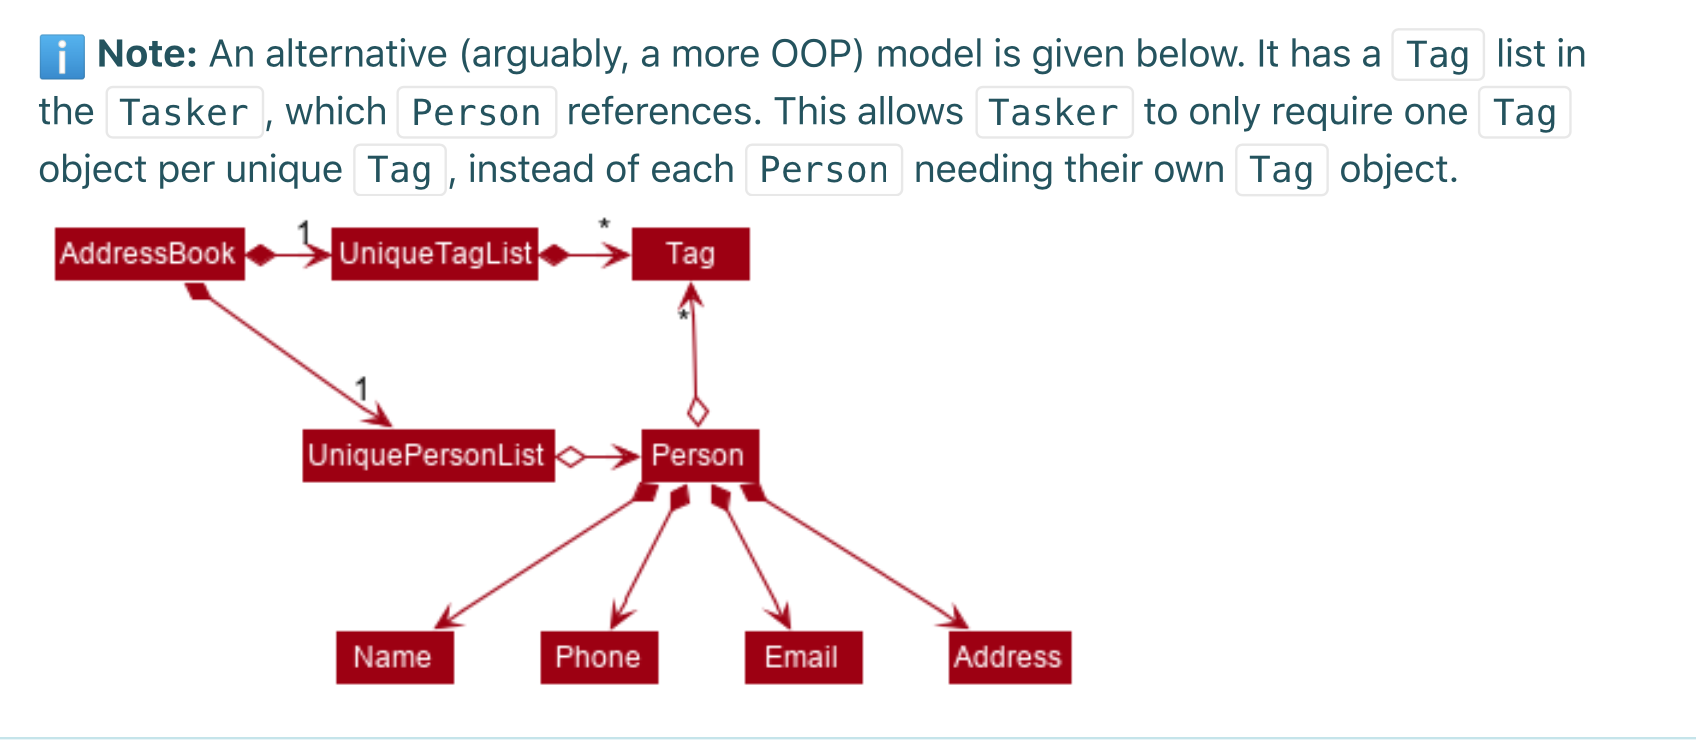 ℹ️ Note: An alternative (arguably, a more OOP) model is given below. It has a Tag list in
the Tasker, which Person references. This allows Tasker to only require one Tag
object per unique Tag, instead of each Person needing their own Tag object.
AddressBook 1 UniqueTagList * Tag
*
1
UniquePersonList Person
Name Phone Email Address